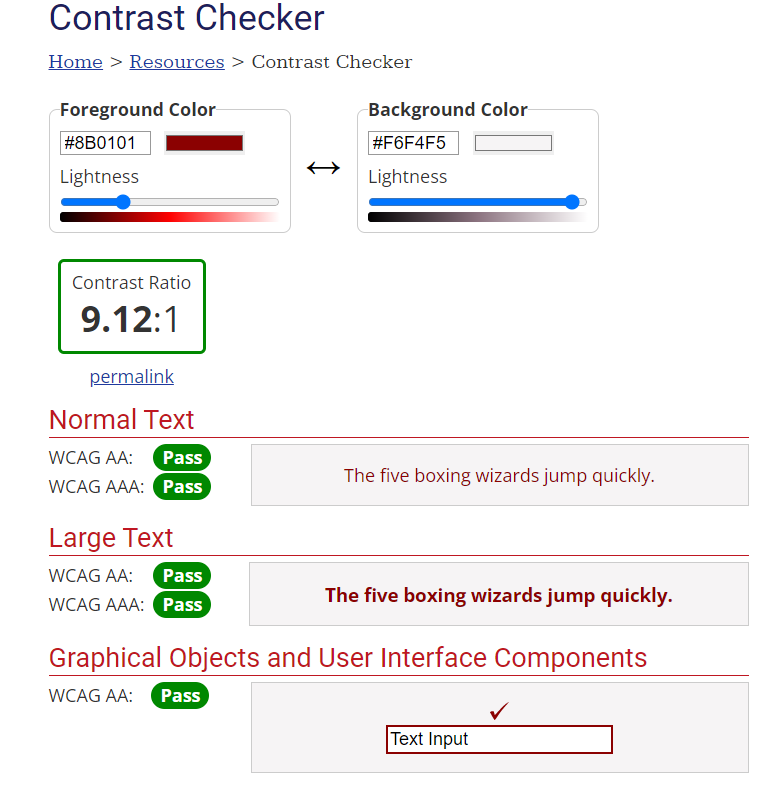 Contrast Checker
Home > Resources > Contrast Checker
Foreground Color
#8B0101
Lightness
Background Color
#F6F4F5
Lightness
Contrast Ratio
9.12:1
permalink
Normal Text
WCAG AA: Pass
WCAG AAA: Pass
The five boxing wizards jump quickly.
Large Text
WCAG AA: Pass
WCAG AAA: Pass
The five boxing wizards jump quickly.
Graphical Objects and User Interface Components
WCAG AA: Pass
Text Input